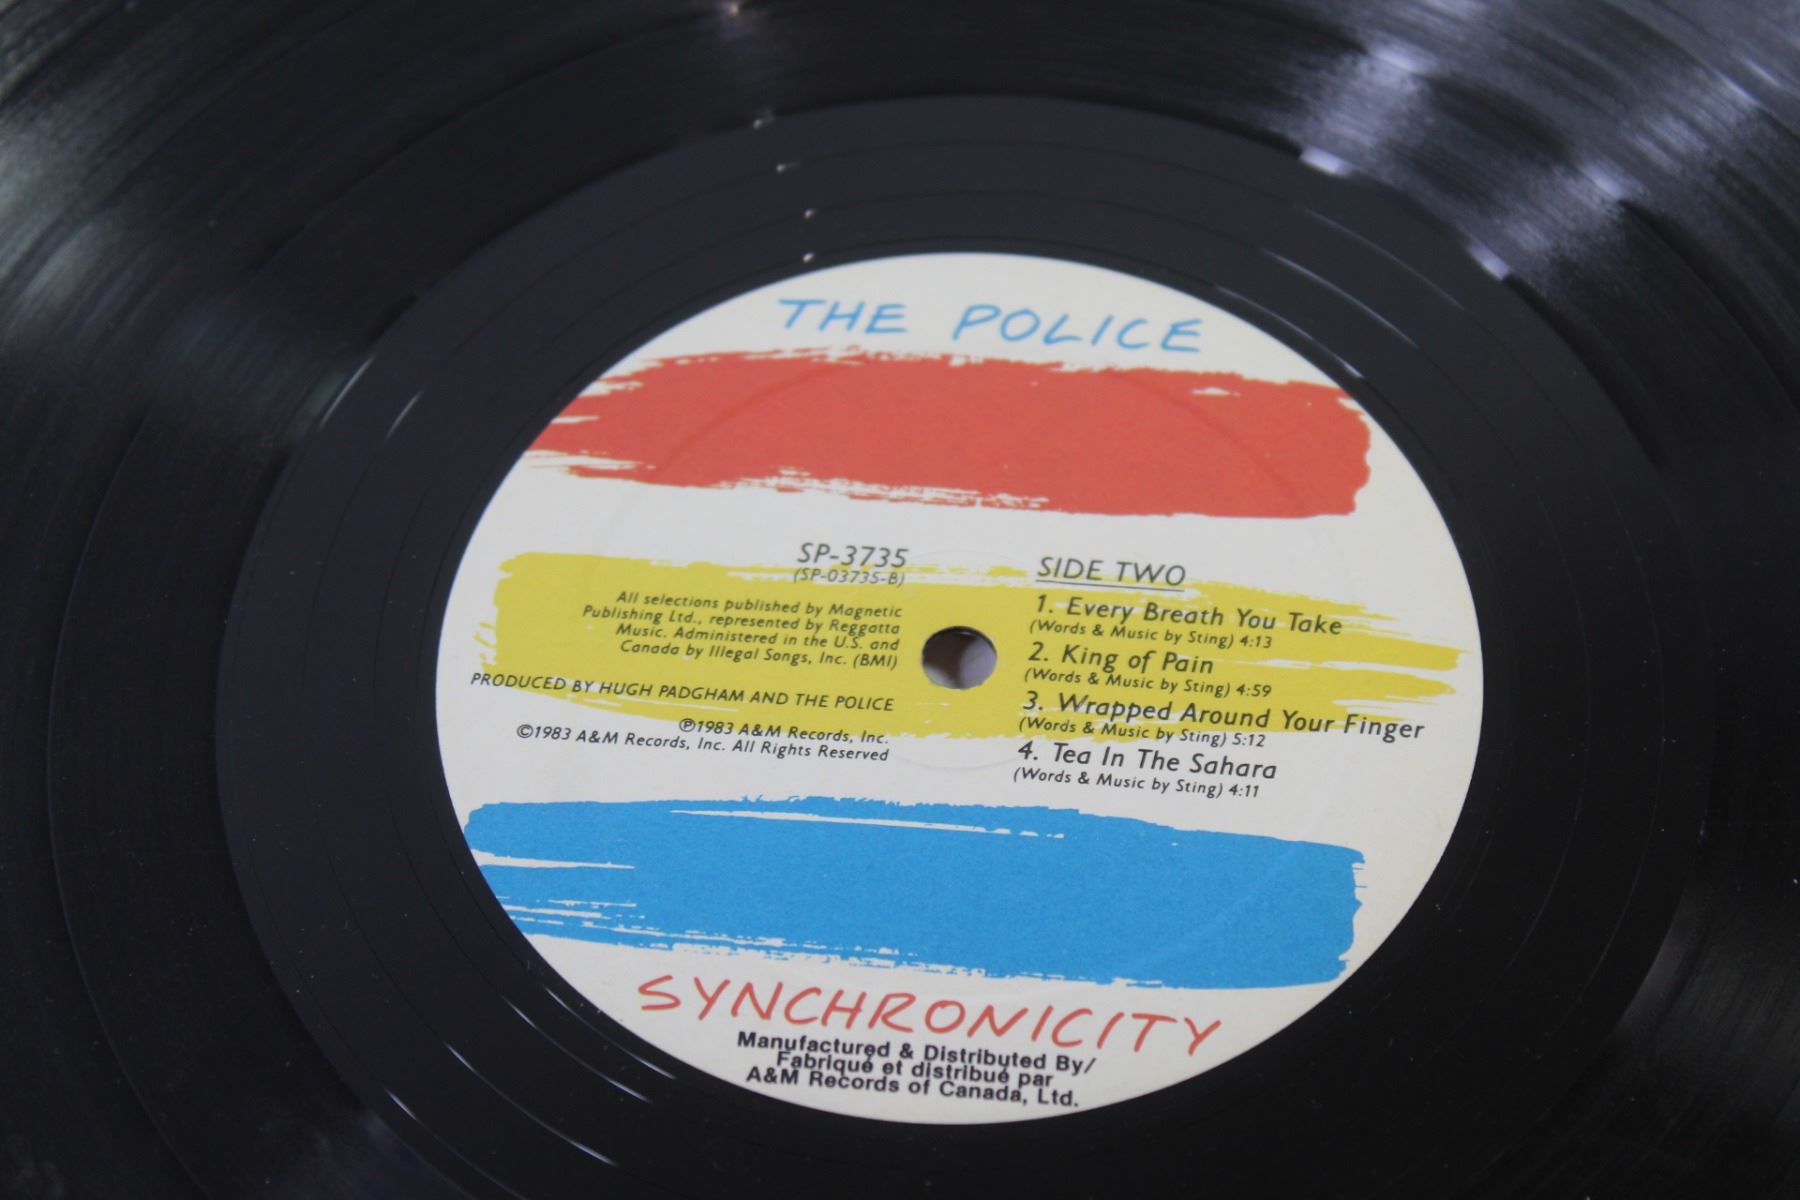 THE POLICE
SP-3735
(SP-03735-B)
All selections published by Magnetic
Publishing Ltd., represented by Reggatta
Music. Administered in the U.S. and
Canada by Illegal Songs, Inc. (BMI)
PRODUCED BY HUGH PADGHAM AND THE POLICE
℗1983 A&M Records, Inc.
©1983 A&M Records, Inc. All Rights Reserved
SIDE TWO
1. Every Breath You Take
(Words & Music by Sting) 4:13
2. King of Pain
(Words & Music by Sting) 4:59
3. Wrapped Around Your Finger
(Words & Music by Sting) 5:12
4. Tea In The Sahara
(Words & Music by Sting) 4:11
SYNCHRONICITY
Manufactured & Distributed By/
Fabriqué et distribué par
A&M Records of Canada, Ltd.